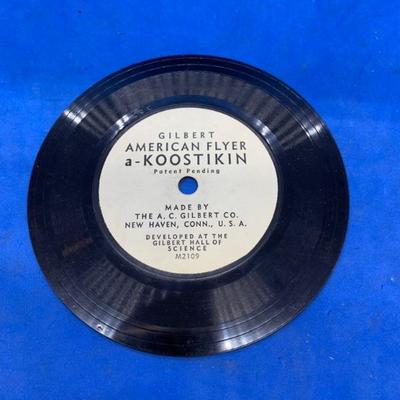 GILBERT
AMERICAN FLYER
a-KOOSTIKIN
Patent Pending
MADE BY
THE A. C. GILBERT CO.
NEW HAVEN, CONN., U. S. A.
DEVELOPED AT THE
GILBERT HALL OF
SCIENCE
M2109